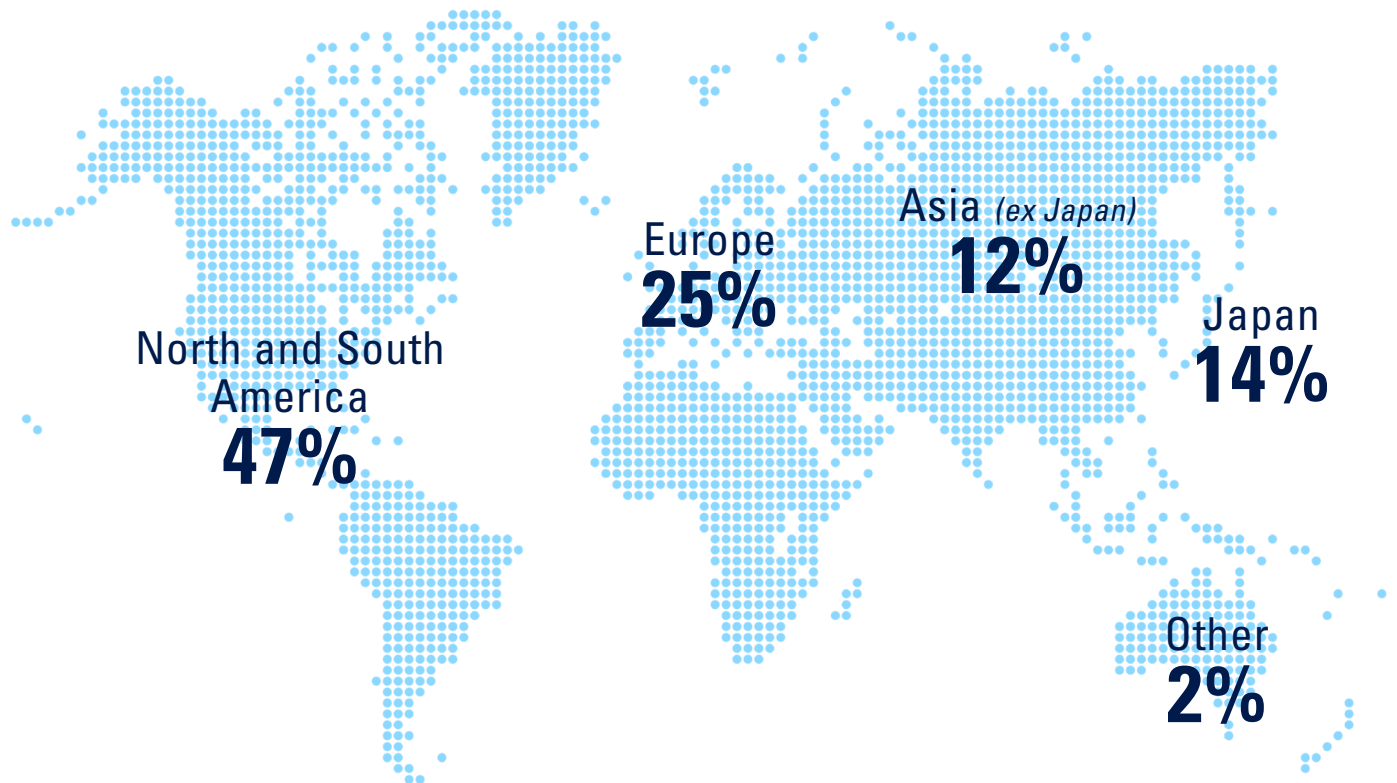 Asia (ex Japan)
12%
Europe
25%
Japan
14%
North and South
America
47%
Other
2%